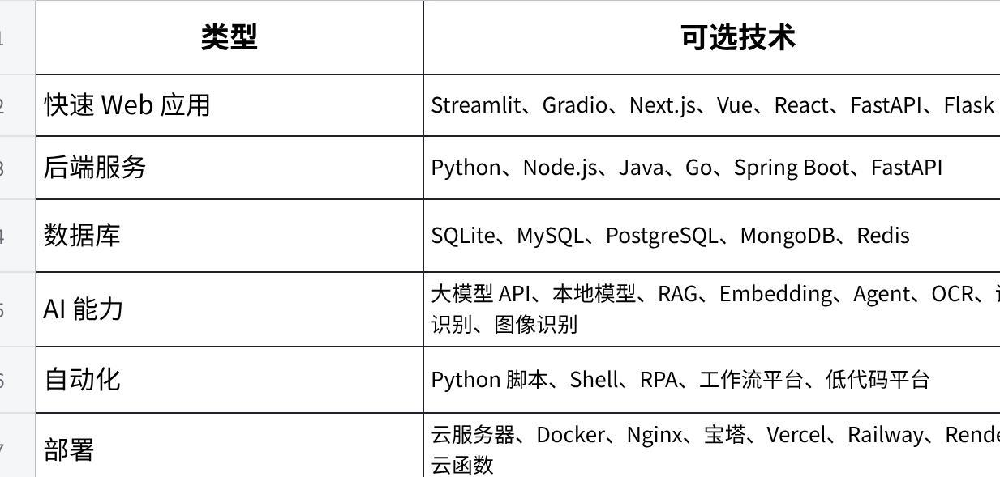 类型 可选技术
快速 Web 应用 Streamlit、Gradio、Next.js、Vue、React、FastAPI、Flask
后端服务 Python、Node.js、Java、Go、Spring Boot、FastAPI
数据库 SQLite、MySQL、PostgreSQL、MongoDB、Redis
AI 能力 大模型 API、本地模型、RAG、Embedding、Agent、OCR、
识别、图像识别
自动化 Python 脚本、Shell、RPA、工作流平台、低代码平台
部署 云服务器、Docker、Nginx、宝塔、Vercel、Railway、
云函数